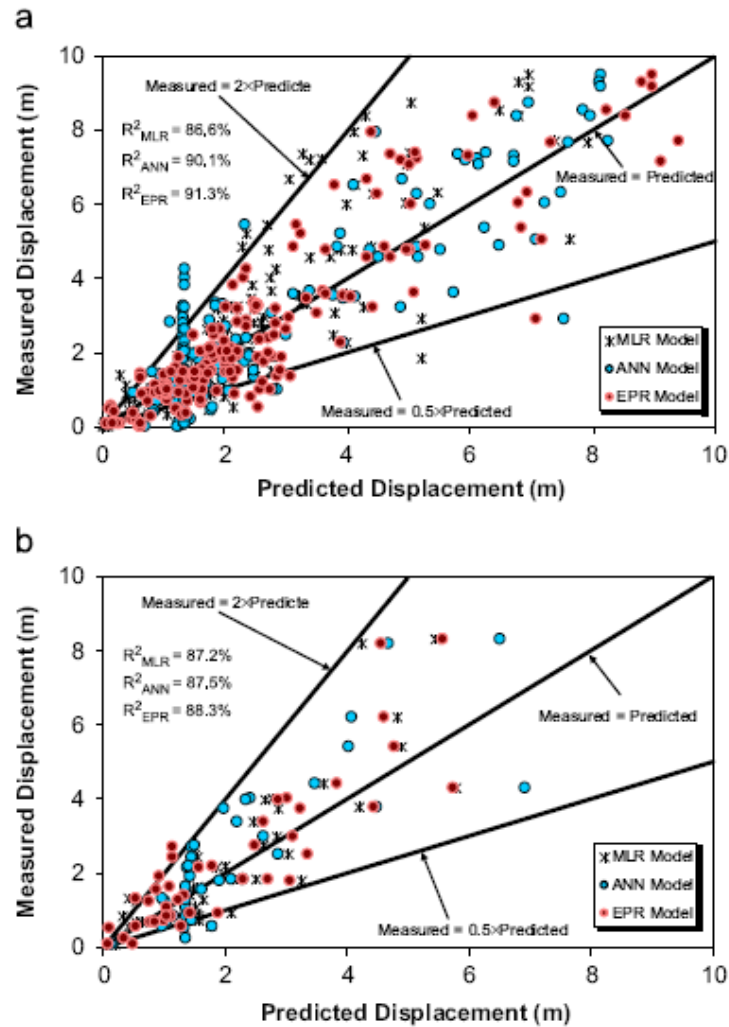 a
10
8
6
4
2
0
Measured Displacement (m)
Measured = 2×Predicte
R²MLR = 86,6%
R²ANN = 90,1%
R²EPR = 91.3%
Measured = Predicted
Measured = 0.5×Predicted
MLR Model
ANN Model
EPR Model
0 2 4 6 8 10
Predicted Displacement (m)
b
10
8
6
4
2
0
Measured Displacement (m)
Measured = 2×Predicte
R²MLR = 87.2%
R²ANN = 87,5%
R²EPR = 88.3%
Measured = Predicted
Measured = 0.5×Predicted
MLR Model
ANN Model
EPR Model
0 2 4 6 8 10
Predicted Displacement (m)